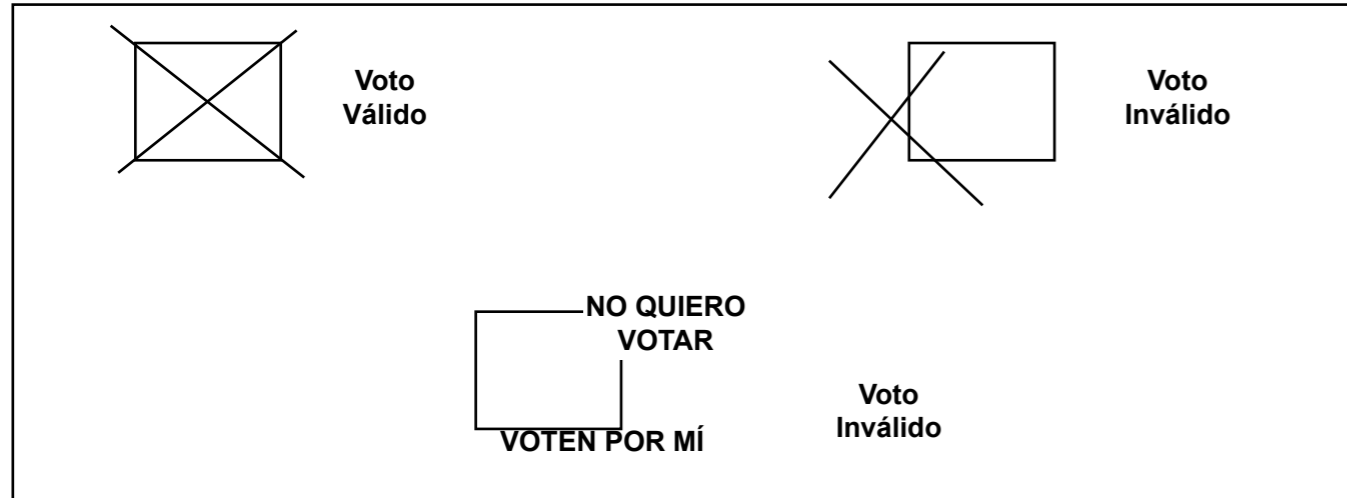 Voto
Válido
Voto
Inválido
NO QUIERO
VOTAR
VOTEN POR MÍ
Voto
Inválido